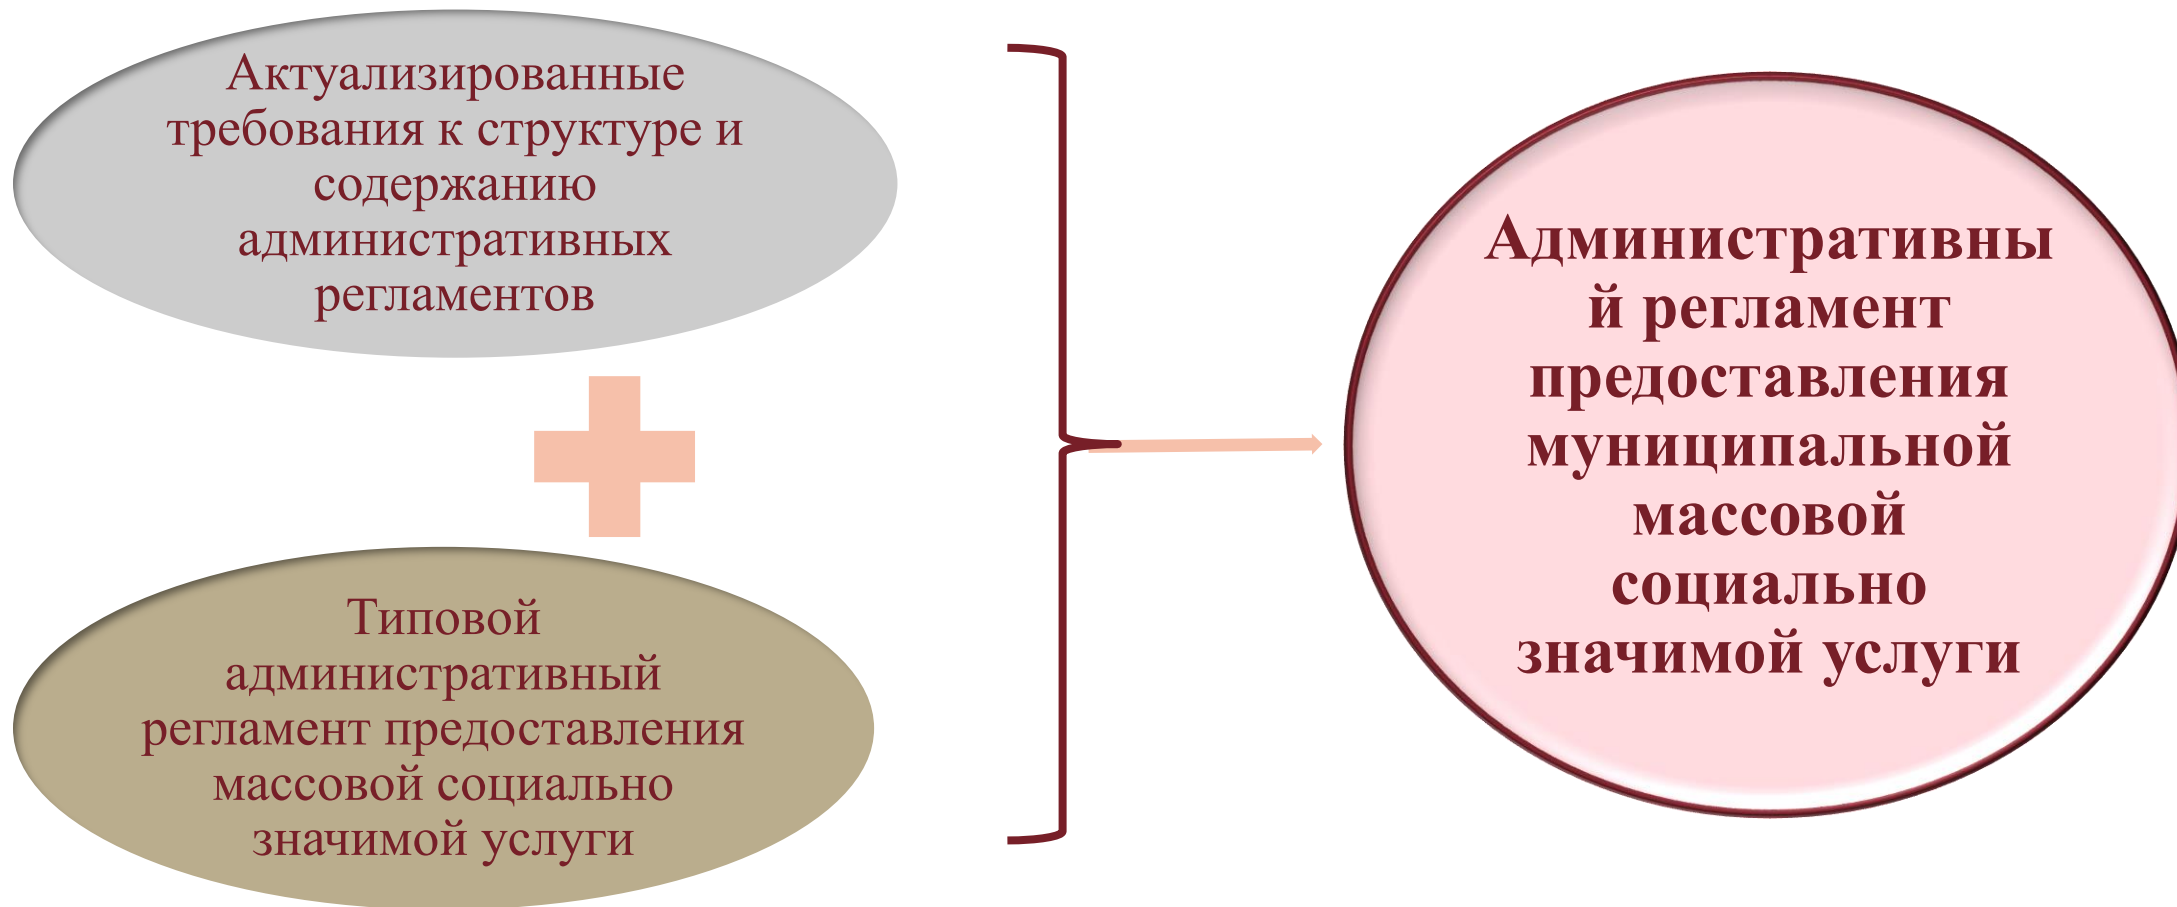 Актуализированные
требования к структуре и
содержанию
административных
регламентов
Типовой
административный
регламент предоставления
массовой социально
значимой услуги
Административны
й регламент
предоставления
муниципальной
массовой
социально
значимой услуги